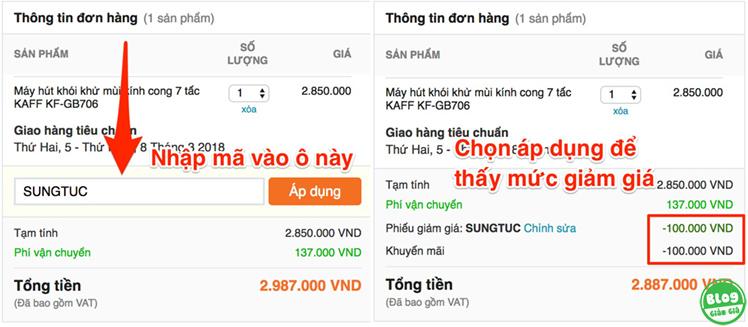 Thông tin đơn hàng (1 sản phẩm)
SẢN PHẨM SỐ LƯỢNG GIÁ
Máy hút khói khử mùi kính cong 7 tấc KAFF KF-GB706 1 2.850.000
xóa
Giao hàng tiêu chuẩn
Thứ Hai, 5 - Thứ 8 Tháng 3 2018
Nhập mã vào ô này
SUNGTUC Áp dụng
Tạm tính 2.850.000 VND
Phí vận chuyển 137.000 VND
Tổng tiền 2.987.000 VND
(Đã bao gồm VAT)
Thông tin đơn hàng (1 sản phẩm)
SẢN PHẨM SỐ LƯỢNG GIÁ
Máy hút khói khử mùi kính cong 7 tấc KAFF KF-GB706 1 2.850.000
xóa
Giao hàng tiêu chuẩn
Thứ Hai, 5 -
Chọn áp dụng để
thấy mức giảm giá
Tạm tính 2.850.000 VND
Phí vận chuyển 137.000 VND
Phiếu giảm giá: SUNGTUC Chỉnh sửa -100.000 VND
Khuyến mãi -100.000 VND
Tổng tiền 2.887.000 VND
(Đã bao gồm VAT)
BLOG
Giảm Giá